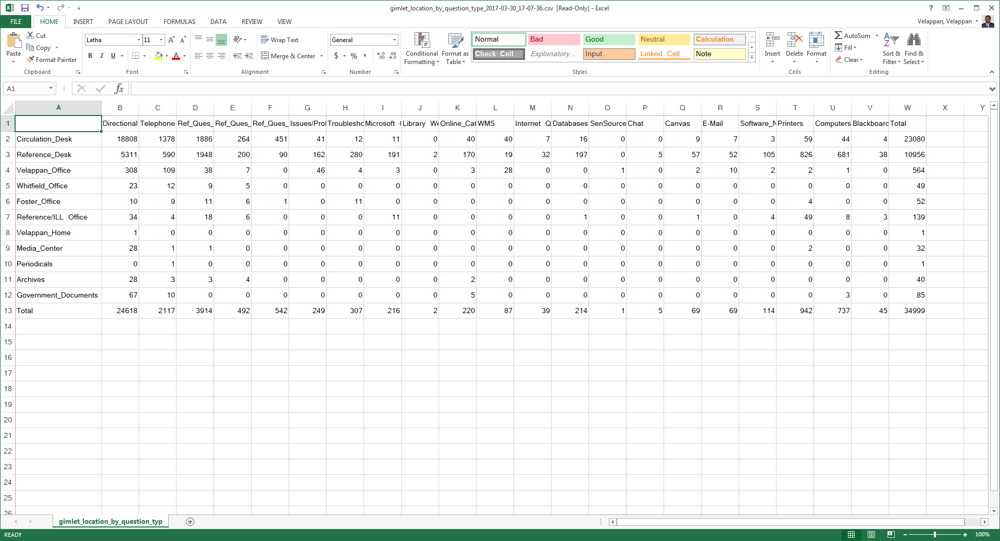 gimlet_location_by_question_type_2017-03-30_17-07-36.csv [Read-Only] - Excel
FILE HOME INSERT PAGE LAYOUT FORMULAS DATA REVIEW VIEW Velappan, Velappan
Paste Cut Copy Format Painter Clipboard
Latha 11 B I U A Font
Wrap Text Merge & Center Alignment
General $ % , Number
Conditional Formatting Format as Table
Normal Bad Good Neutral Calculation
Check Cell Explanatory... Input Linked Cell Note
Styles
Insert Delete Format Cells
AutoSum Fill Clear Sort & Filter Find & Select Editing
A1 fx
A B C D E F G H I J K L M N O P Q R S T U V W X Y
1 Directional Telephone Ref_Ques_ Ref_Ques_ Ref_Ques_ Issues/Prol Troublesho Microsoft Library We Online_Cat WMS Internet Q Databases SenSource Chat Canvas E-Mail Software_N Printers Computers Blackboard Total
2 Circulation_Desk 18808 1378 1886 264 451 41 12 11 0 40 40 7 16 0 0 9 7 3 59 44 4 23080
3 Reference_Desk 5311 590 1948 200 90 162 280 191 2 170 19 32 197 0 5 57 52 105 826 681 38 10956
4 Velappan_Office 308 109 38 7 0 46 4 3 0 3 28 0 0 1 0 2 10 2 2 1 0 564
5 Whitfield_Office 23 12 9 5 0 0 0 0 0 0 0 0 0 0 0 0 0 0 0 0 0 49
6 Foster_Office 10 9 11 6 1 0 11 0 0 0 0 0 0 0 0 0 0 0 4 0 0 52
7 Reference/ILL Office 34 4 18 6 0 0 0 11 0 0 0 0 1 0 0 1 0 4 49 8 3 139
8 Velappan_Home 1 0 0 0 0 0 0 0 0 0 0 0 0 0 0 0 0 0 0 0 0 1
9 Media_Center 28 1 1 0 0 0 0 0 0 0 0 0 0 0 0 0 0 0 2 0 0 32
10 Periodicals 0 1 0 0 0 0 0 0 0 0 0 0 0 0 0 0 0 0 0 0 0 1
11 Archives 28 3 3 4 0 0 0 0 0 2 0 0 0 0 0 0 0 0 0 0 0 40
12 Government_Documents 67 10 0 0 0 0 0 0 0 5 0 0 0 0 0 0 0 0 0 3 0 85
13 Total 24618 2117 3914 492 542 249 307 216 2 220 87 39 214 1 5 69 69 114 942 737 45 34999
14
15
16
17
18
19
20
21
22
23
24
25
26
gimlet_location_by_question_typ
READY 100%